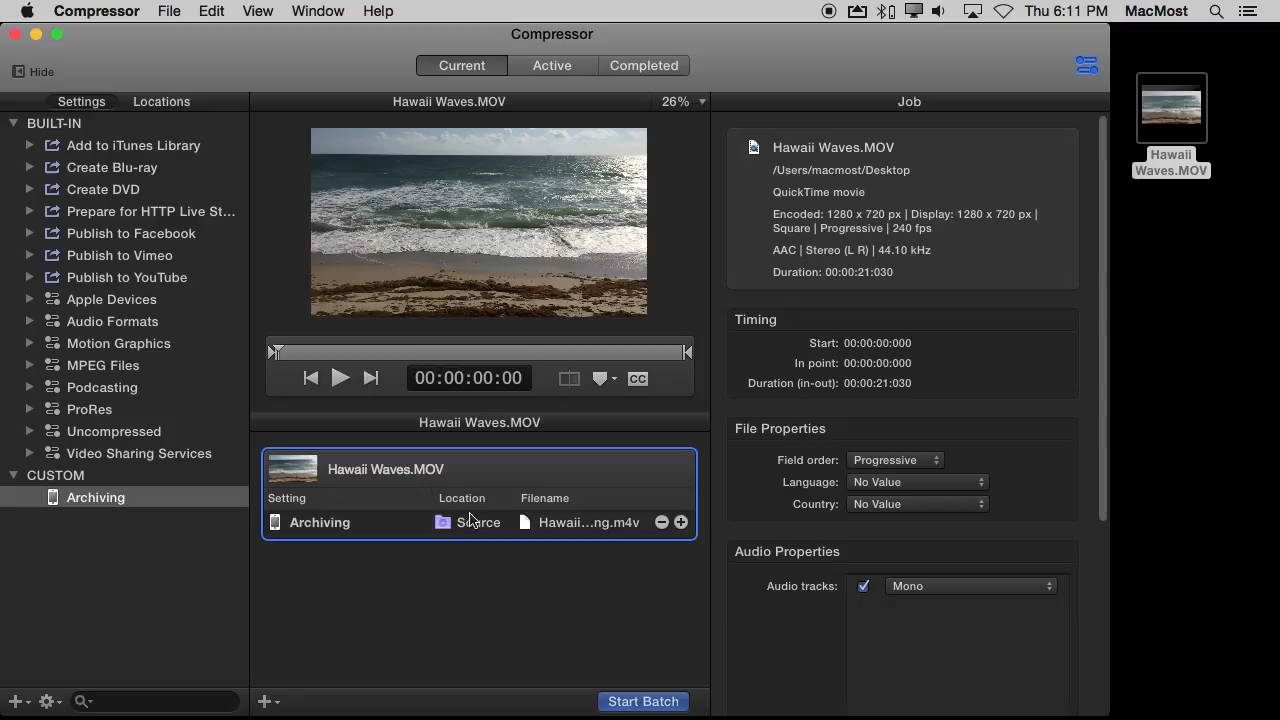 Compressor File Edit View Window Help Thu 6:11 PM MacMost
Compressor
Hide
Current Active Completed
Settings Locations
BUILT-IN
Add to iTunes Library
Create Blu-ray
Create DVD
Prepare for HTTP Live St...
Publish to Facebook
Publish to Vimeo
Publish to YouTube
Apple Devices
Audio Formats
Motion Graphics
MPEG Files
Podcasting
ProRes
Uncompressed
Video Sharing Services
CUSTOM
Archiving
Hawaii Waves.MOV 26%
00:00:00:00
CC
Hawaii Waves.MOV
Hawaii Waves.MOV
Setting Location Filename
Archiving Source Hawaii...ng.m4v
Start Batch
Job
Hawaii Waves.MOV
/Users/macmost/Desktop
QuickTime movie
Encoded: 1280 x 720 px | Display: 1280 x 720 px |
Square | Progressive | 240 fps
AAC | Stereo (L R) | 44.10 kHz
Duration: 00:00:21:030
Timing
Start: 00:00:00:000
In point: 00:00:00:000
Duration (in-out): 00:00:21:030
File Properties
Field order: Progressive
Language: No Value
Country: No Value
Audio Properties
Audio tracks: Mono
Hawaii
Waves.MOV